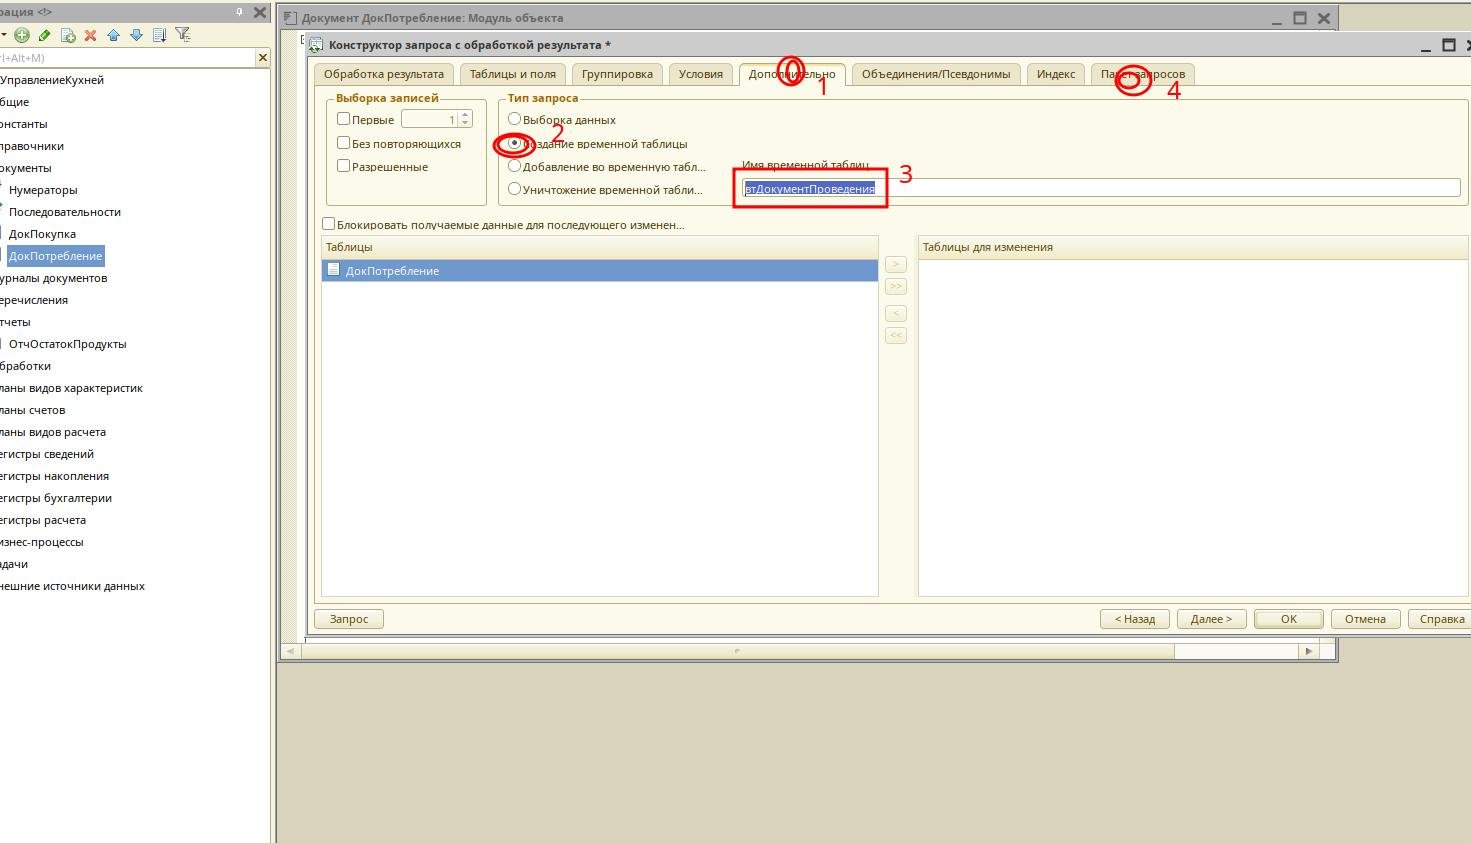 рация <!>
Документ ДокПотребление: Модуль объекта
Конструктор запроса с обработкой результата *
l+Alt+M)
УправлениеКухней
бщие
онстанты
правочники
окументы
Нумераторы
Последовательности
ДокПокупка
ДокПотребление
урналы документов
еречисления
тчеты
ОтчОстатокПродукты
бработки
ланы видов характеристик
ланы счетов
ланы видов расчета
егистры сведений
егистры накопления
егистры бухгалтерии
егистры расчета
изнес-процессы
адачи
нешние источники данных
Обработка результата
Таблицы и поля
Группировка
Условия
Дополнительно
Объединения/Псевдонимы
Индекс
Пакет запросов
1
4
Выборка записей
Первые
1
Без повторяющихся
Разрешенные
Тип запроса
Выборка данных
2
Создание временной таблицы
Добавление во временную табл...
Уничтожение временной табли...
Имя временной таблиц
3
втДокументПроведения
Блокировать получаемые данные для последующего изменен...
Таблицы
ДокПотребление
>
>>
<
<<
Таблицы для изменения
Запрос
< Назад
Далее >
OK
Отмена
Справка